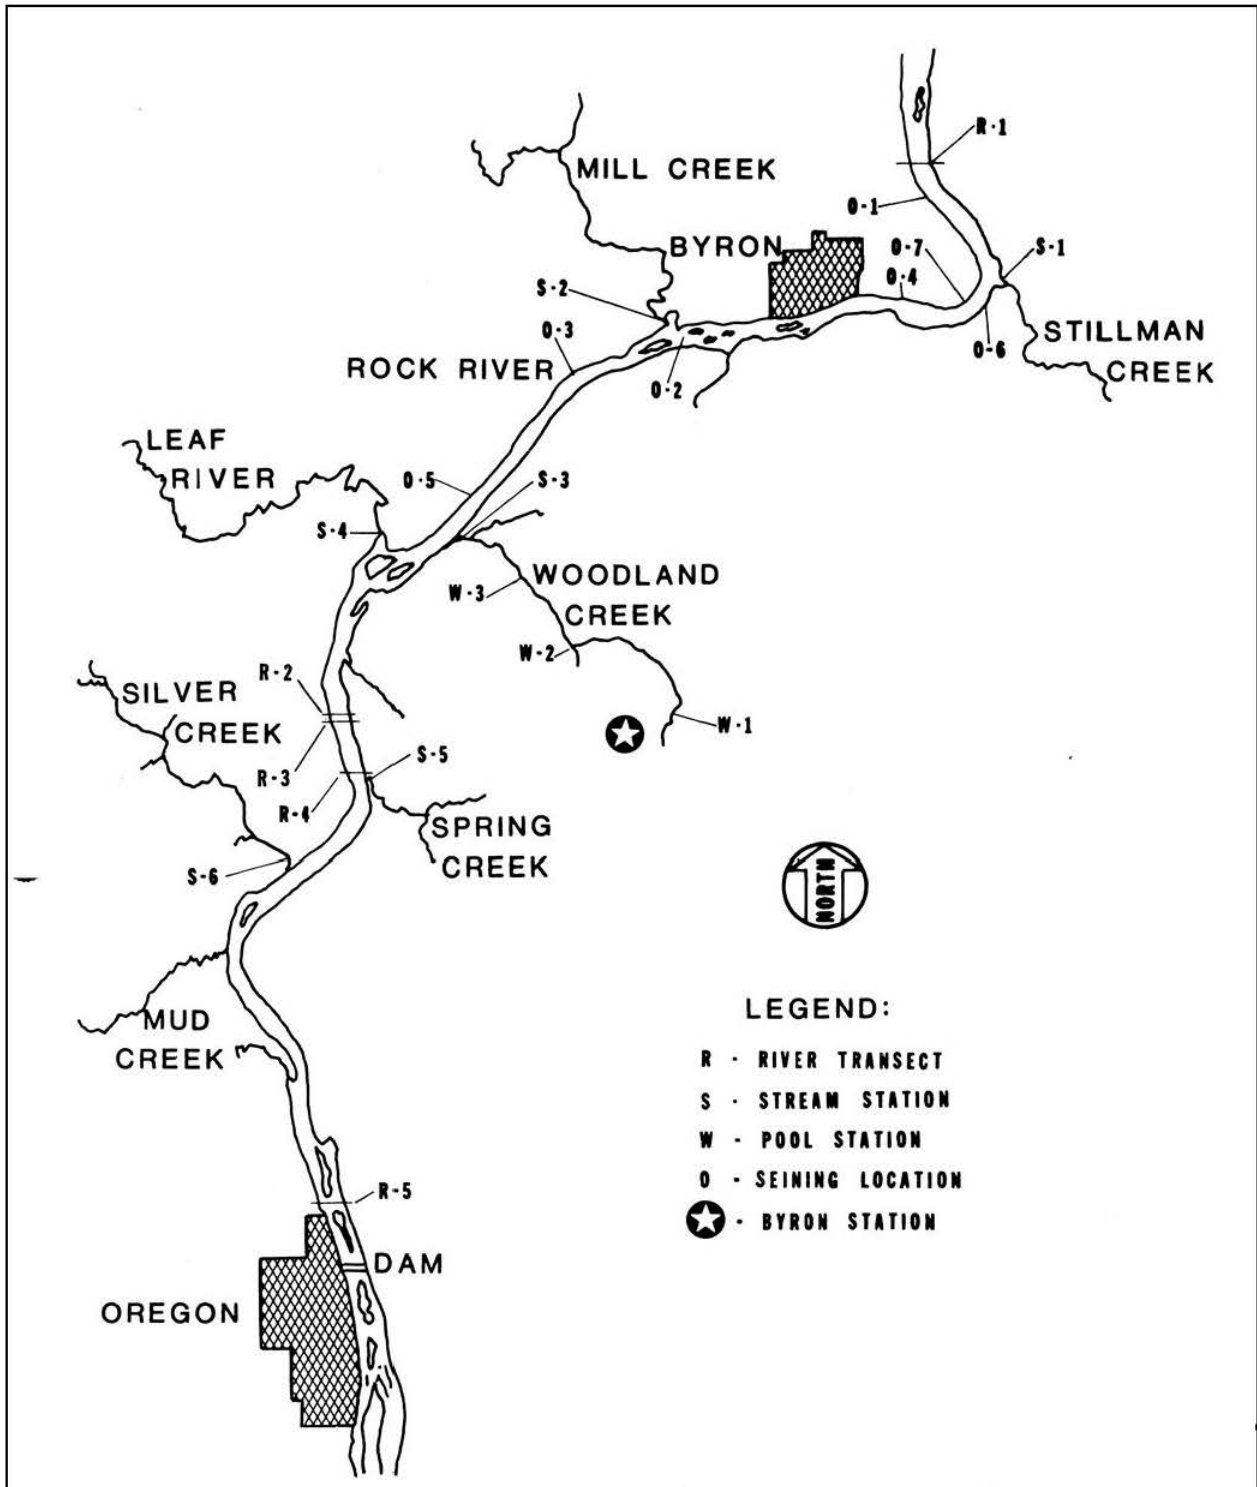 R-1
MILL CREEK
O-1
BYRON
O-7
S-1
O-4
S-2
O-3
STILLMAN
CREEK
O-6
ROCK RIVER
O-2
LEAF
RIVER
O-5
S-3
S-4
WOODLAND
CREEK
W-3
W-2
R-2
SILVER
CREEK
W-1
S-5
R-3
R-4
SPRING
CREEK
S-6
NORTH
MUD
CREEK
LEGEND:
R - RIVER TRANSECT
S - STREAM STATION
W - POOL STATION
O - SEINING LOCATION
- BYRON STATION
R-5
DAM
OREGON